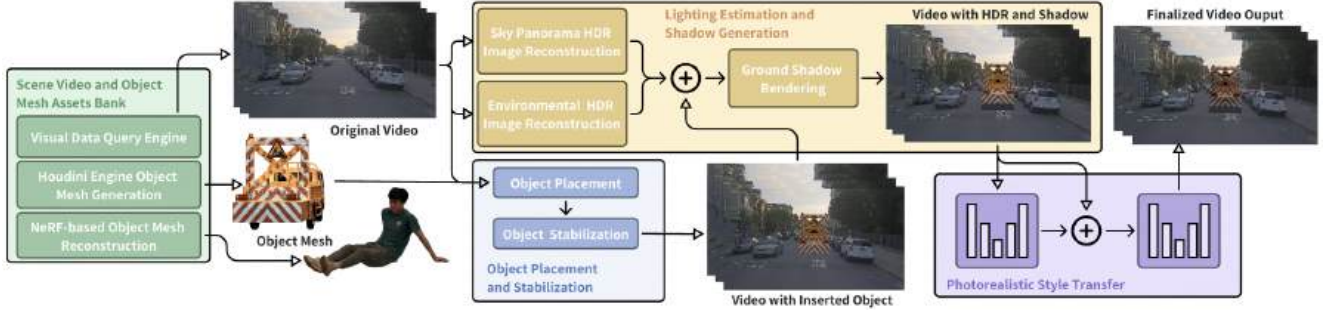 Scene Video and Object
Mesh Assets Bank
Visual Data Query Engine
Houdini Engine Object
Mesh Generation
NeRF-based Object Mesh
Reconstruction
Original Video
Object Mesh
Sky Panorama HDR
Image Reconstruction
Environmental HDR
Image Reconstruction
Lighting Estimation and
Shadow Generation
Ground Shadow
Rendering
Video with HDR and Shadow
Object Placement
Object Stabilization
Object Placement
and Stabilization
Video with Inserted Object
Finalized Video Ouput
Photorealistic Style Transfer